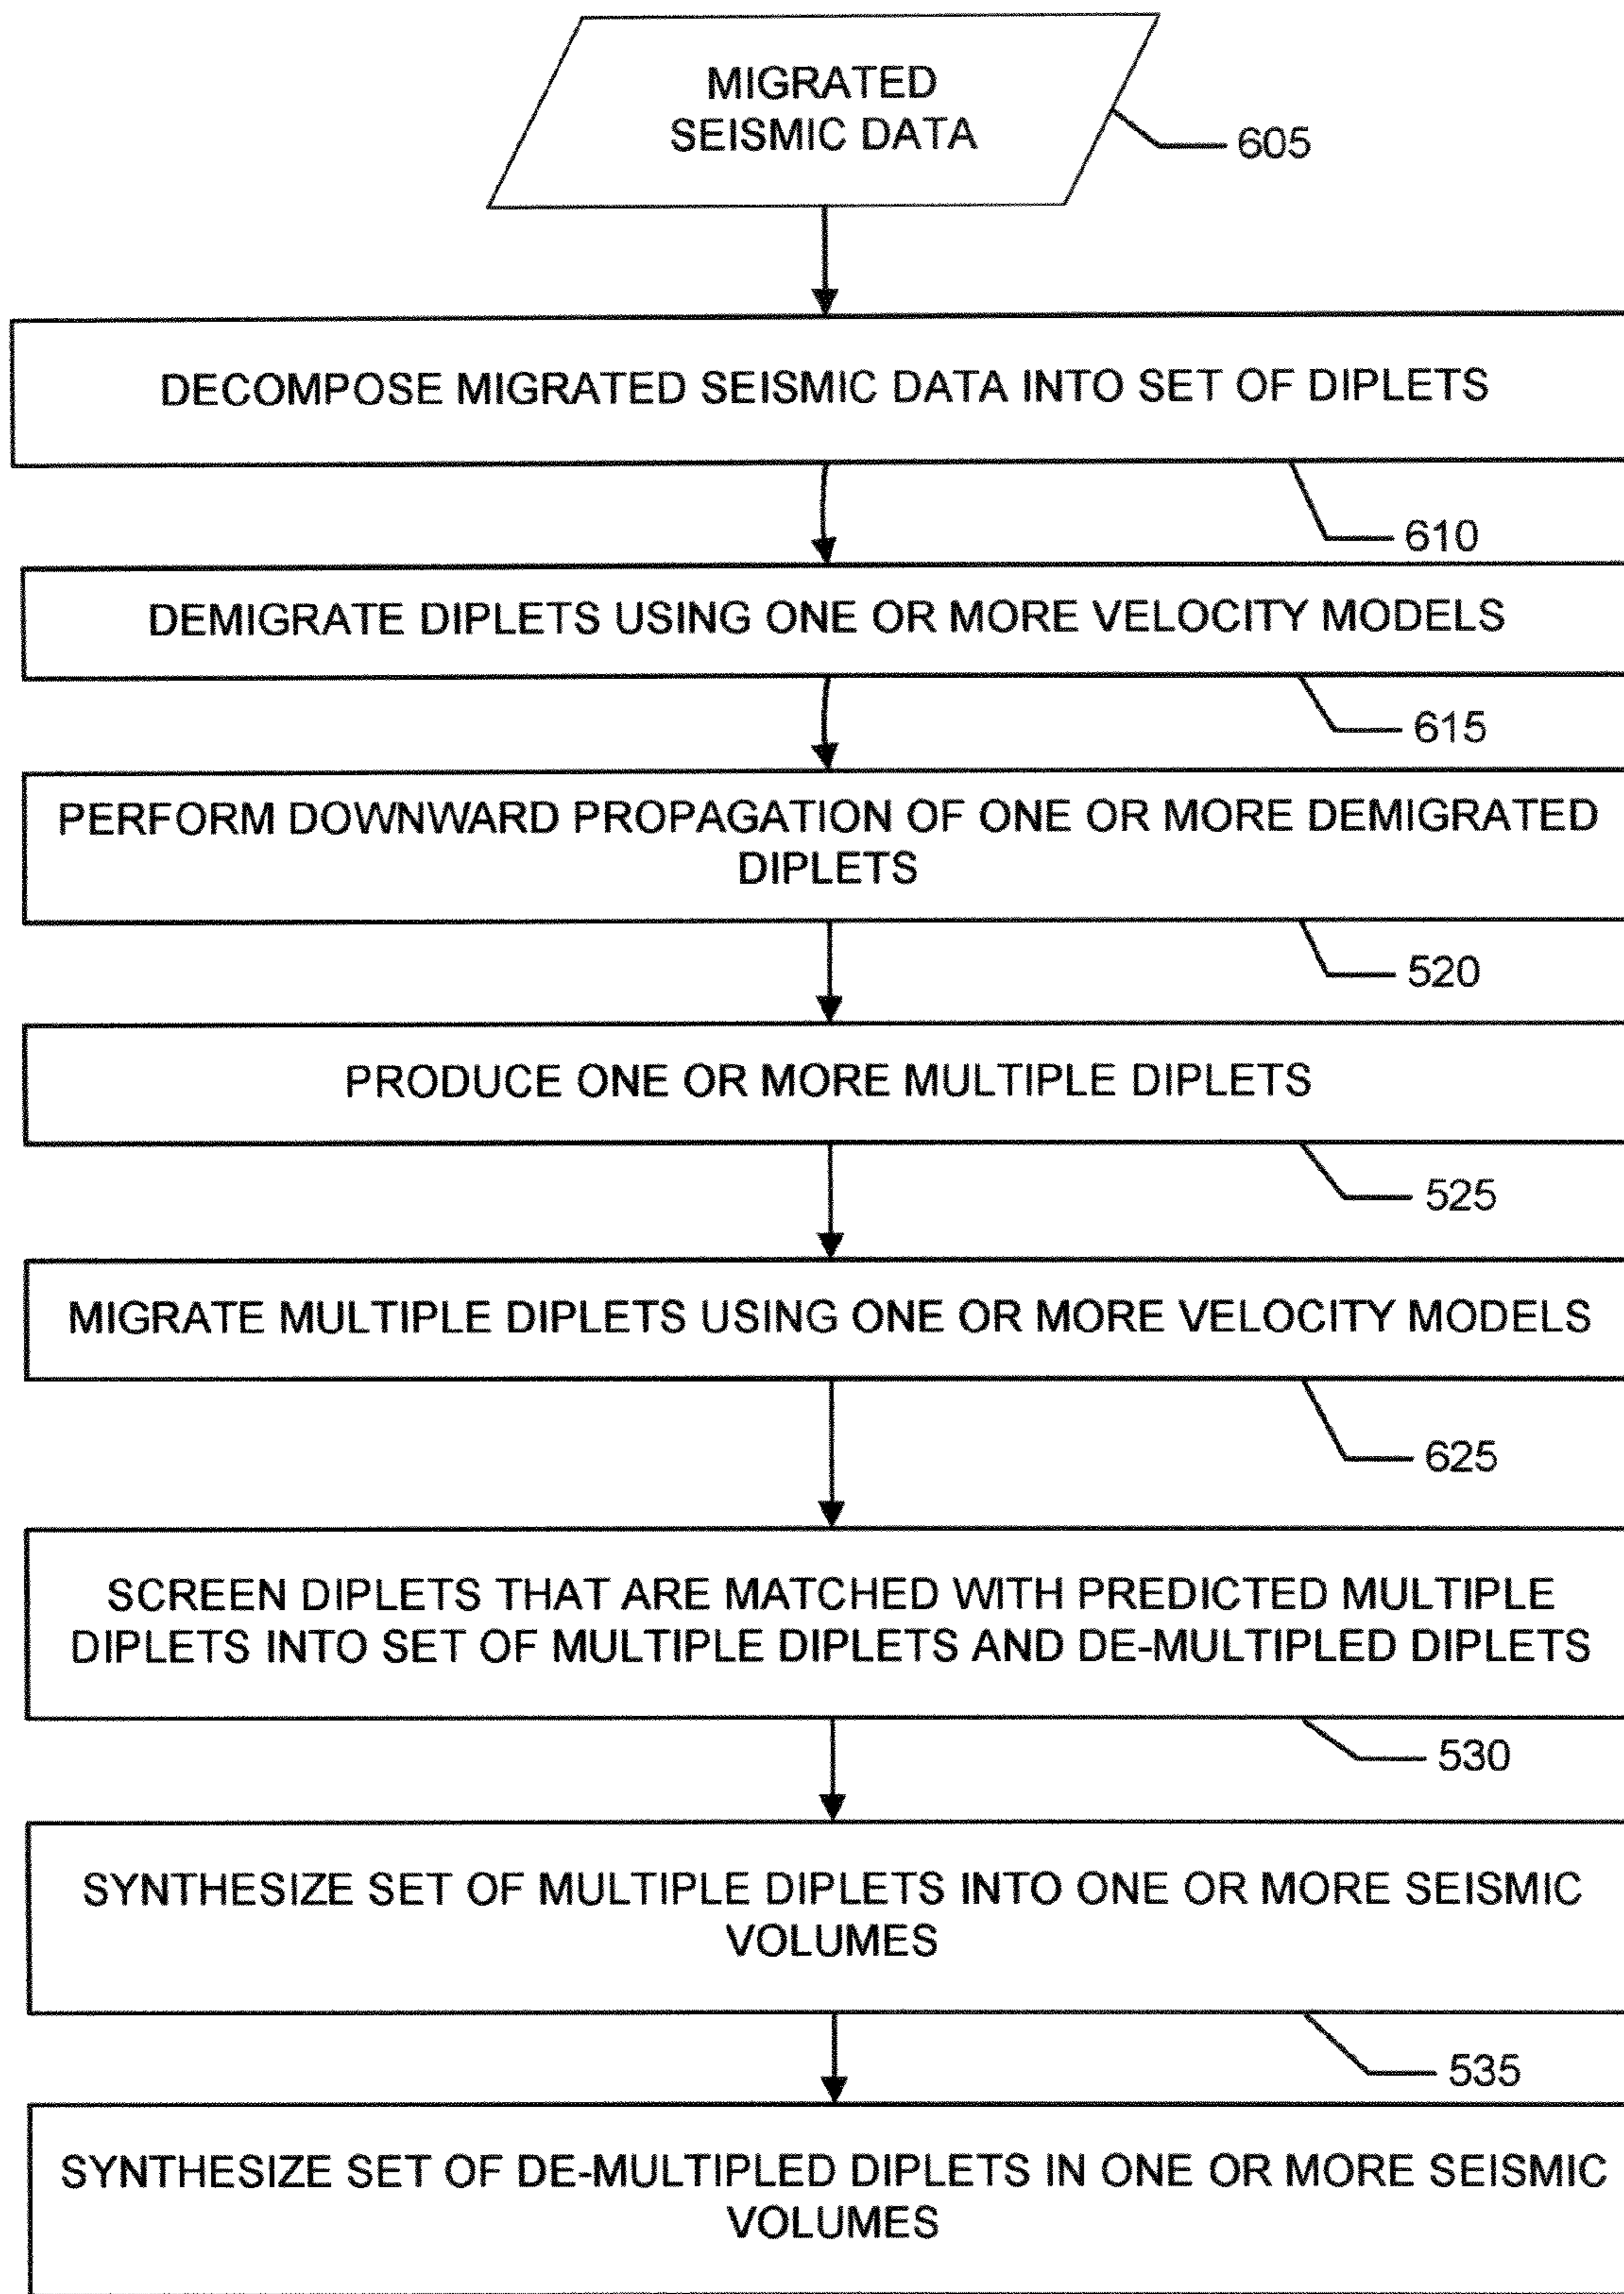 MIGRATED
SEISMIC DATA
605
DECOMPOSE MIGRATED SEISMIC DATA INTO SET OF DIPLETS
610
DEMIGRATE DIPLETS USING ONE OR MORE VELOCITY MODELS
615
PERFORM DOWNWARD PROPAGATION OF ONE OR MORE DEMIGRATED
DIPLETS
520
PRODUCE ONE OR MORE MULTIPLE DIPLETS
525
MIGRATE MULTIPLE DIPLETS USING ONE OR MORE VELOCITY MODELS
625
SCREEN DIPLETS THAT ARE MATCHED WITH PREDICTED MULTIPLE
DIPLETS INTO SET OF MULTIPLE DIPLETS AND DE-MULTIPLED DIPLETS
530
SYNTHESIZE SET OF MULTIPLE DIPLETS INTO ONE OR MORE SEISMIC
VOLUMES
535
SYNTHESIZE SET OF DE-MULTIPLED DIPLETS IN ONE OR MORE SEISMIC
VOLUMES